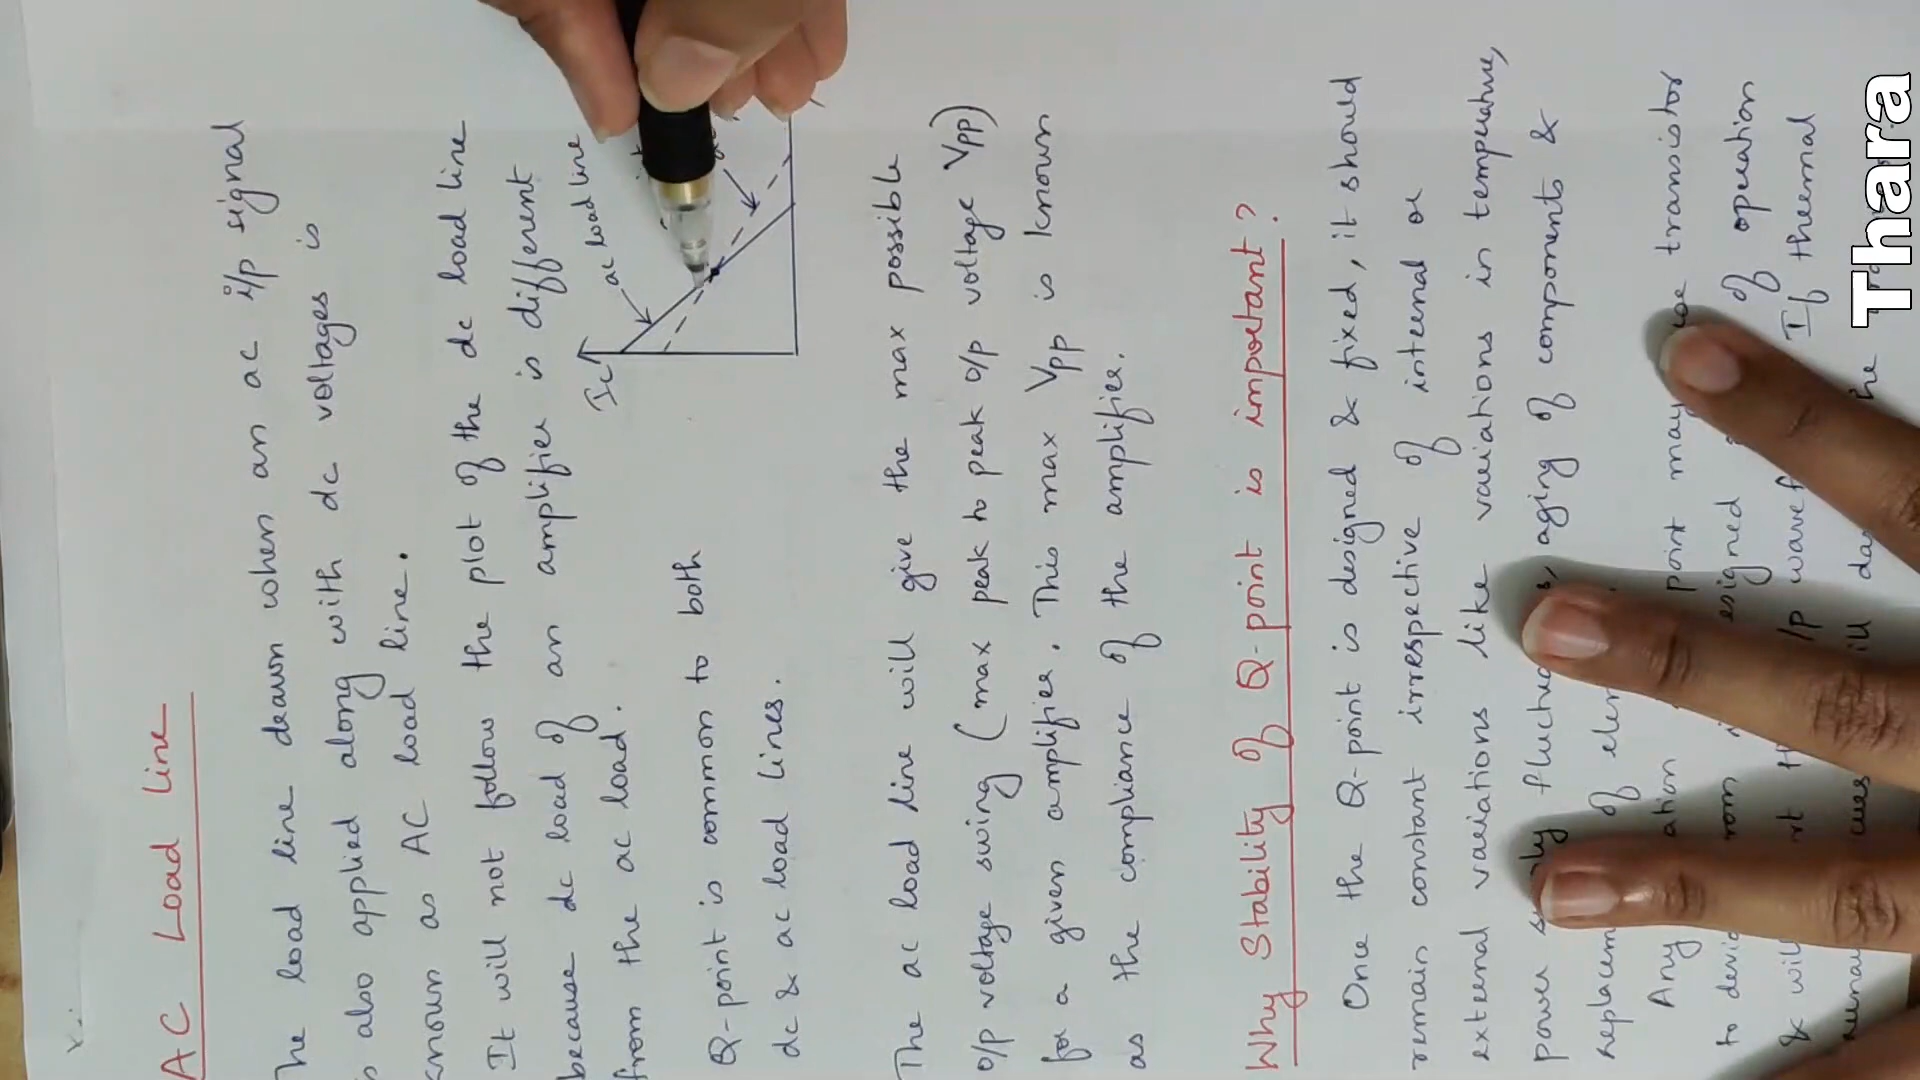 AC Load Line
The load line drawn when an ac i/p signal
is also applied along with dc voltages is
known as AC load line.
It will not follow the plot of the dc load line
because dc load of an amplifier is different
from the ac load.
Q-point is common to both
dc & ac load lines.
Ic
ac load line
The ac load line will give the max possible
o/p voltage swing (max peak to peak o/p voltage VPP)
for a given amplifier. This max VPP is known
as the compliance of the amplifier.
Why Stability of Q-point is important?
Once the Q-point is designed & fixed, it should
remain constant irrespective of internal or
external variations like variations in temperature,
power aging of components &
of
Any point may transistor
to of operation
& will If thermal
the
Thara